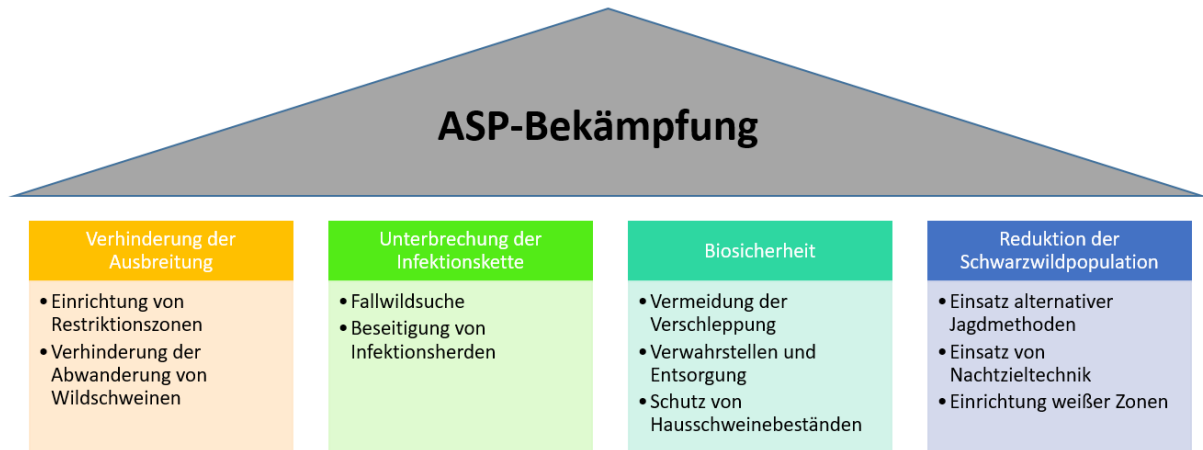 ASP-Bekämpfung
Verhinderung der
Ausbreitung
• Einrichtung von
Restriktionszonen
• Verhinderung der
Abwanderung von
Wildschweinen
Unterbrechung der
Infektionskette
• Fallwildsuche
• Beseitigung von
Infektionsherden
Biosicherheit
• Vermeidung der
Verschleppung
• Verwahrstellen und
Entsorgung
• Schutz von
Hausschweinebeständen
Reduktion der
Schwarzwildpopulation
• Einsatz alternativer
Jagdmethoden
• Einsatz von
Nachtzieltechnik
• Einrichtung weißer Zonen